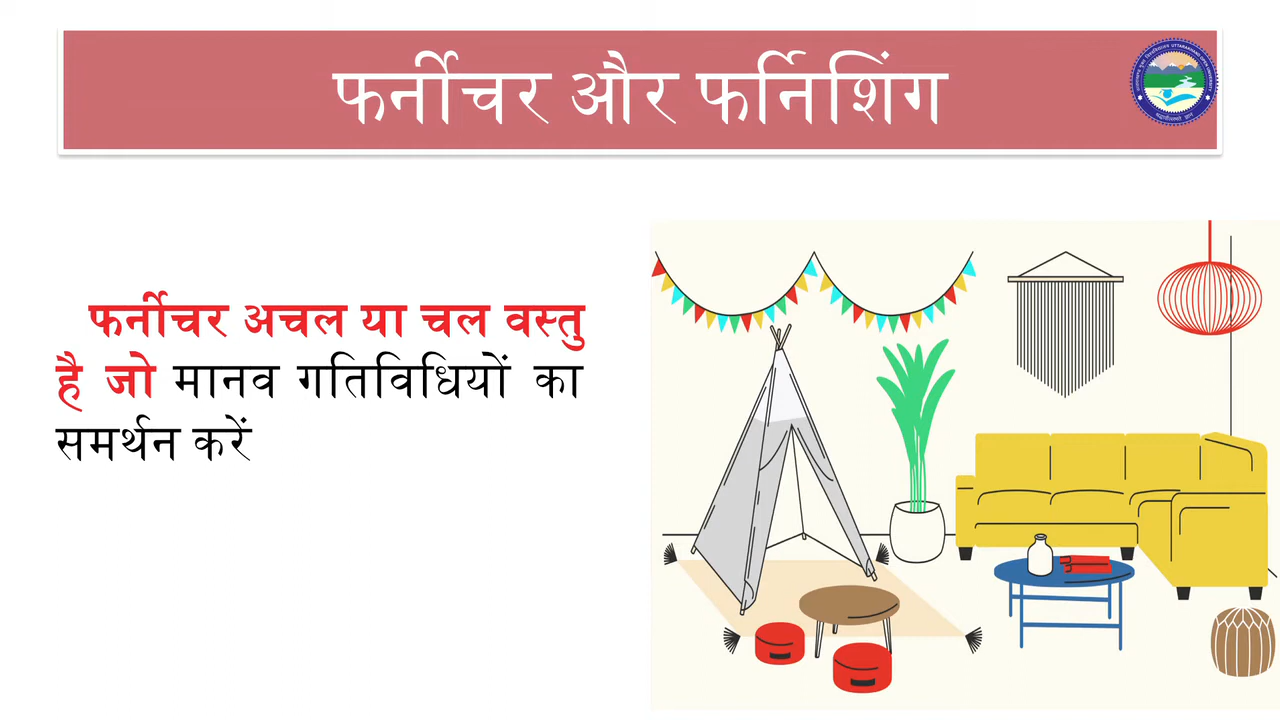 फर्नीचर और फर्निशिंग
फर्नीचर अचल या चल वस्तु
है जो मानव गतिविधियों का
समर्थन करें